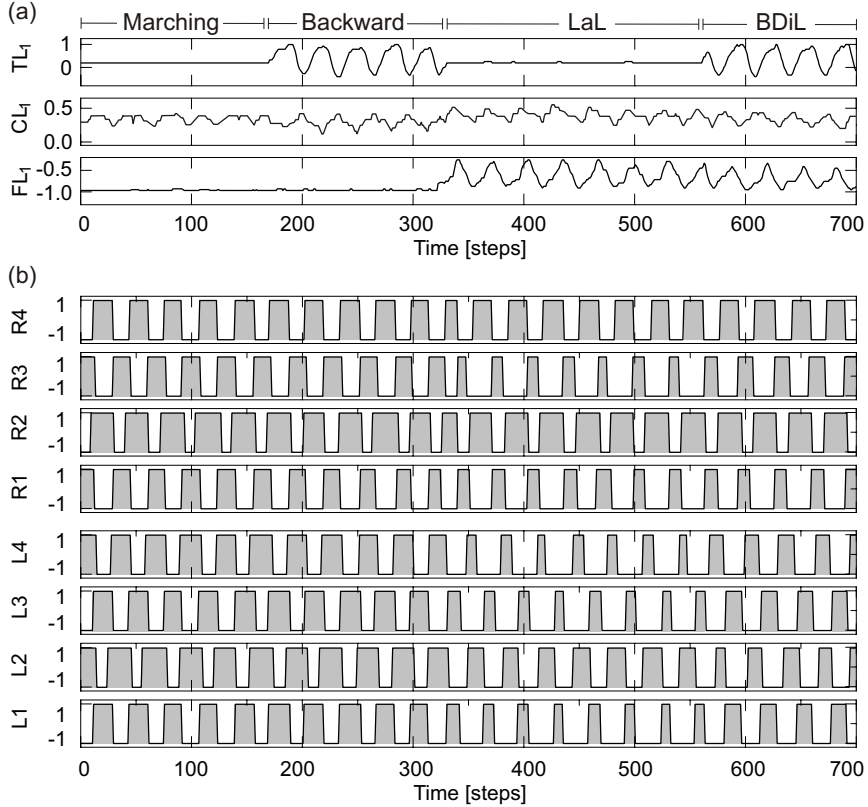 (a)
Marching Backward LaL BDiL
TL1
1
0
CL1
0.5
0.0
FL1
-0.5
-1.0
0 200 300 400 500 600 700
Time [steps]
(b)
R4
1
-1
R3
1
-1
R2
1
-1
R1
1
-1
L4
1
-1
L3
1
-1
L2
1
-1
L1
1
-1
0 100 200 300 400 500 600 700
Time [steps]